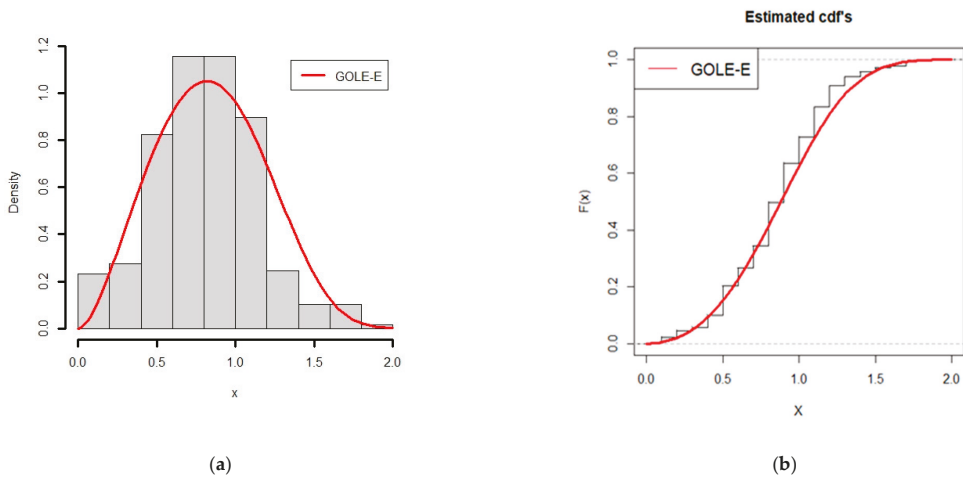 GOLE-E
Density
0.0 0.2 0.4 0.6 0.8 1.0 1.2
0.0 0.5 1.0 1.5 2.0
x
(a)
Estimated cdf's
GOLE-E
F(x)
0.0 0.2 0.4 0.6 0.8 1.0
0.0 0.5 1.0 1.5 2.0
X
(b)